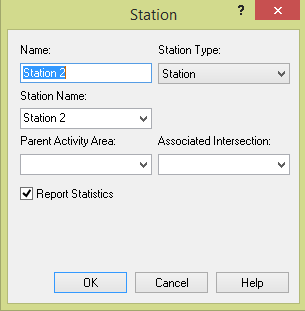 Station
? ×
Name:
Station Type:
Station 2
Station
Station Name:
Station 2
Parent Activity Area:
Associated Intersection:
Report Statistics
OK
Cancel
Help